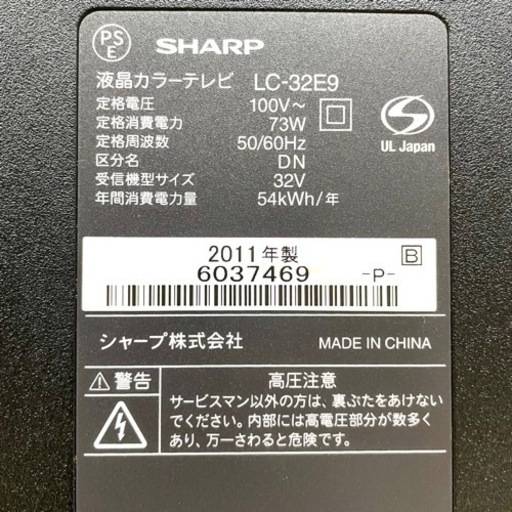 PS
E
SHARP
液晶カラーテレビ LC-32E9
定格電圧 100V～
定格消費電力 73W
定格周波数 50/60Hz
区分名 DN
受信機型サイズ 32V
年間消費電力量 54kWh/年
UL Japan
2011年製 B
6037469 -P-
シャープ株式会社 MADE IN CHINA
警告 高圧注意
サービスマン以外の方は、裏ぶたをあけない
でください。内部には高電圧部分が数多く
あり、万一さわると危険です。